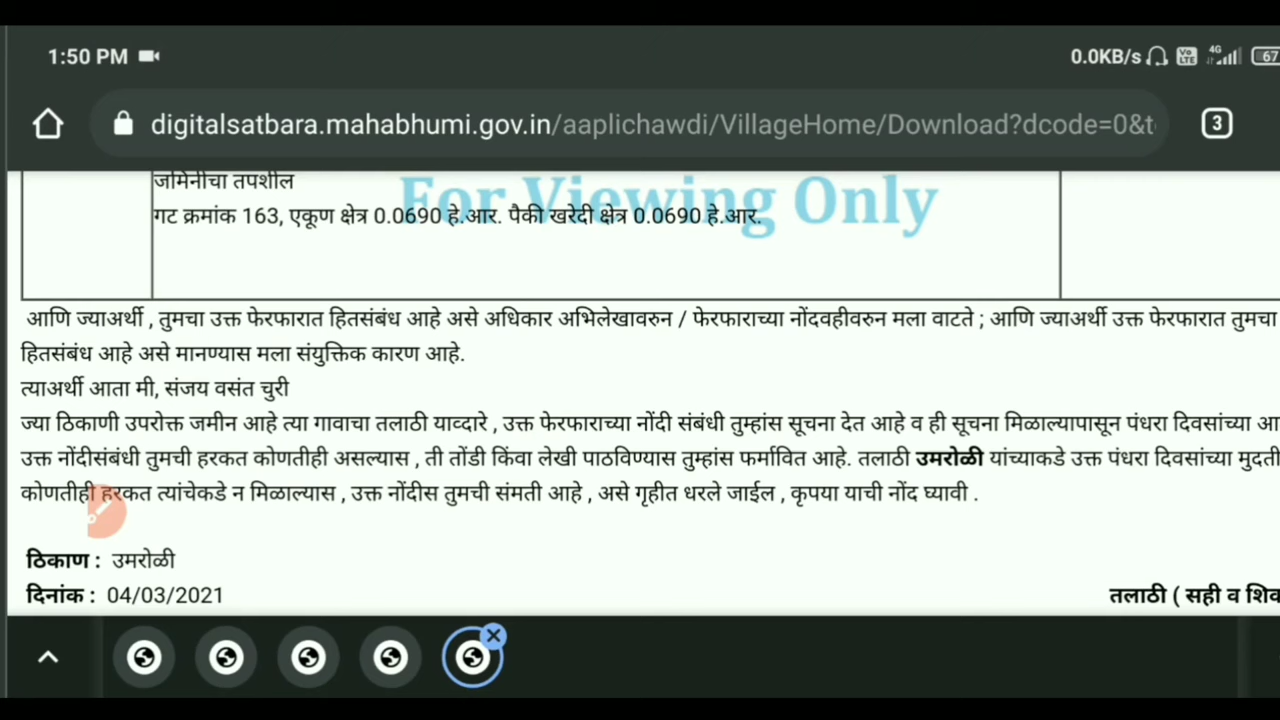 1:50 PM
0.0KB/s Vo LTE 4G 67
digitalsatbara.mahabhumi.gov.in/aaplichawdi/VillageHome/Download?dcode=0&t
3
जमिनीचा तपशील
For Viewing Only
गट क्रमांक 163, एकूण क्षेत्र 0.0690 हे.आर. पैकी खरेदी क्षेत्र 0.0690 हे.आर.
आणि ज्याअर्थी , तुमचा उक्त फेरफारात हितसंबंध आहे असे अधिकार अभिलेखावरुन / फेरफाराच्या नोंदवहीवरुन मला वाटते ; आणि ज्याअर्थी उक्त फेरफारात तुमचा
हितसंबंध आहे असे मानण्यास मला संयुक्तिक कारण आहे.
त्याअर्थी आता मी, संजय वसंत चुरी
ज्या ठिकाणी उपरोक्त जमीन आहे त्या गावाचा तलाठी याव्दारे , उक्त फेरफाराच्या नोंदी संबंधी तुम्हांस सूचना देत आहे व ही सूचना मिळाल्यापासून पंधरा दिवसांच्या आ
उक्त नोंदीसंबंधी तुमची हरकत कोणतीही असल्यास , ती तोंडी किंवा लेखी पाठविण्यास तुम्हांस फर्मावित आहे. तलाठी उमरोळी यांच्याकडे उक्त पंधरा दिवसांच्या मुदती
कोणतीही हरकत त्यांचेकडे न मिळाल्यास , उक्त नोंदीस तुमची संमती आहे , असे गृहीत धरले जाईल , कृपया याची नोंद घ्यावी .
ठिकाण : उमरोळी
दिनांक : 04/03/2021
तलाठी ( सही व शिव